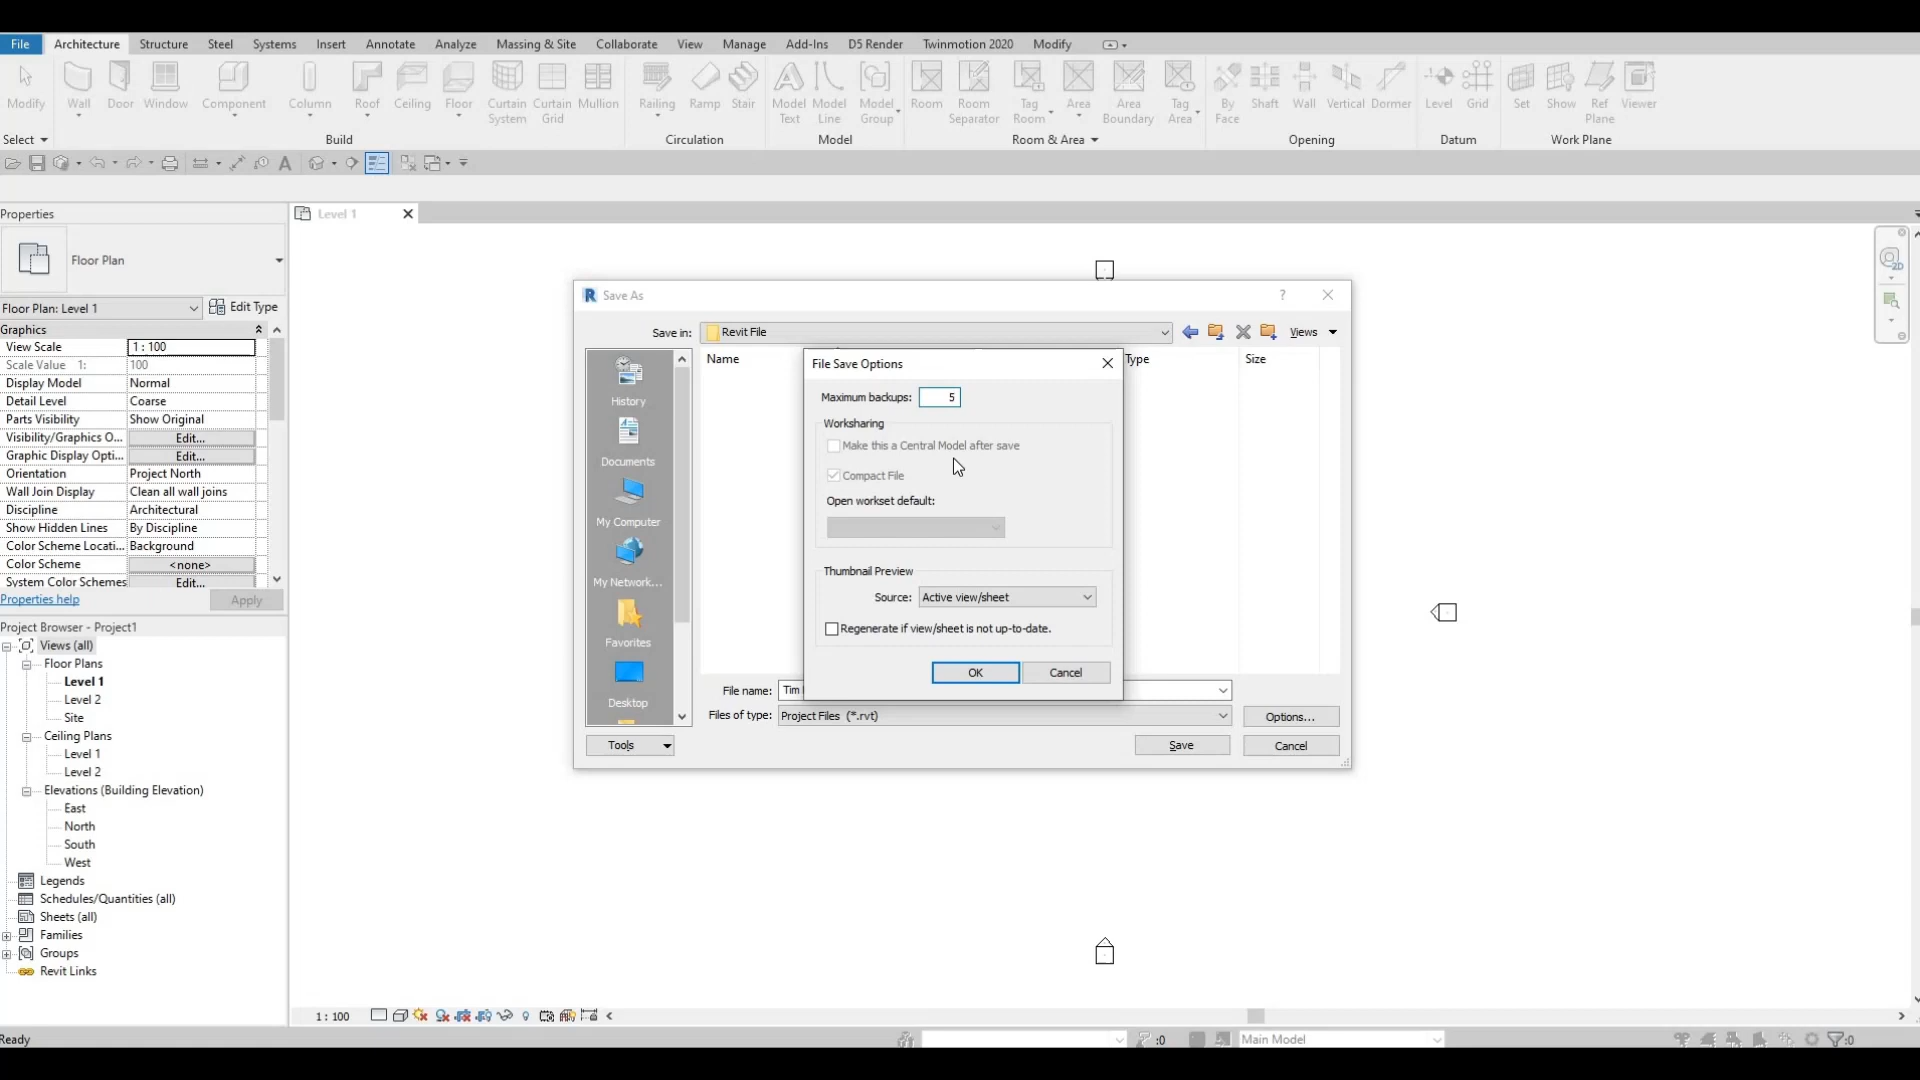 File Architecture Structure Steel Systems Insert Annotate Analyze Massing & Site Collaborate View Manage Add-Ins D5 Render Twinmotion 2020 Modify
Modify Wall Door Window Component Column Roof Ceiling Floor Curtain System Curtain Grid Mullion Railing Ramp Stair Model Text Model Line Model Group Room Room Separator Tag Room Area Area Boundary Tag Area By Face Shaft Wall Vertical Dormer Level Grid Set Show Ref Plane Viewer
Select Build Circulation Model Room & Area Opening Datum Work Plane
Properties
Level 1
Floor Plan
Floor Plan: Level 1 Edit Type
Graphics
View Scale 1 : 100
Scale Value 1: 100
Display Model Normal
Detail Level Coarse
Parts Visibility Show Original
Visibility/Graphics O... Edit...
Graphic Display Opti... Edit...
Orientation Project North
Wall Join Display Clean all wall joins
Discipline Architectural
Show Hidden Lines By Discipline
Color Scheme Locati... Background
Color Scheme <none>
System Color Schemes Edit...
Properties help Apply
Project Browser - Project1
Views (all)
Floor Plans
Level 1
Level 2
Site
Ceiling Plans
Level 1
Level 2
Elevations (Building Elevation)
East
North
South
West
Legends
Schedules/Quantities (all)
Sheets (all)
Families
Groups
Revit Links
Save As
Save in: Revit File Views
Name Type Size
History
Documents
My Computer
My Network...
Favorites
Desktop
File Save Options
Maximum backups: 5
Worksharing
Make this a Central Model after save
Compact File
Open workset default:
Thumbnail Preview
Source: Active view/sheet
Regenerate if view/sheet is not up-to-date.
OK Cancel
File name: Tim
Files of type: Project Files (*.rvt) Options...
Tools Save Cancel
1 : 100
Ready :0 Main Model :0